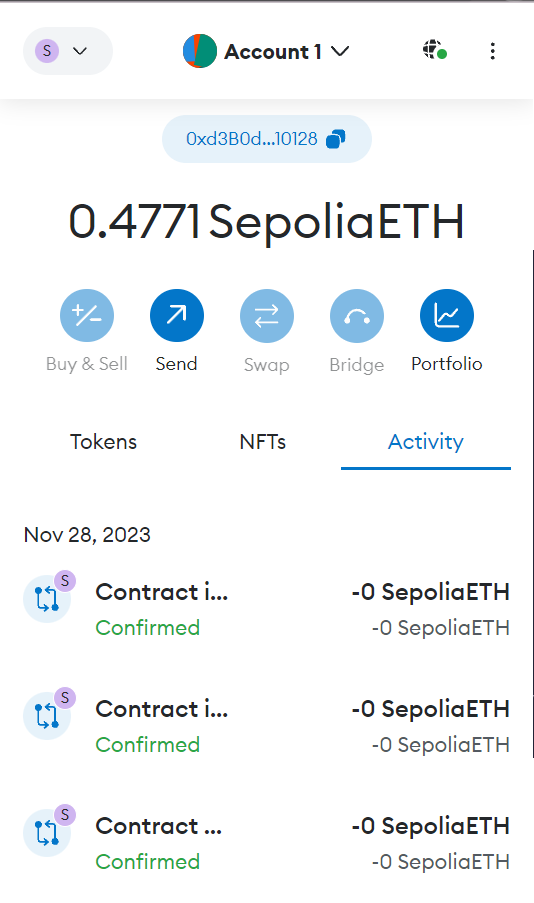 S
Account 1
0xd3B0d...10128
0.4771 SepoliaETH
Buy & Sell Send Swap Bridge Portfolio
Tokens NFTs Activity
Nov 28, 2023
S
Contract i... -0 SepoliaETH
Confirmed -0 SepoliaETH
S
Contract i... -0 SepoliaETH
Confirmed -0 SepoliaETH
S
Contract ... -0 SepoliaETH
Confirmed -0 SepoliaETH